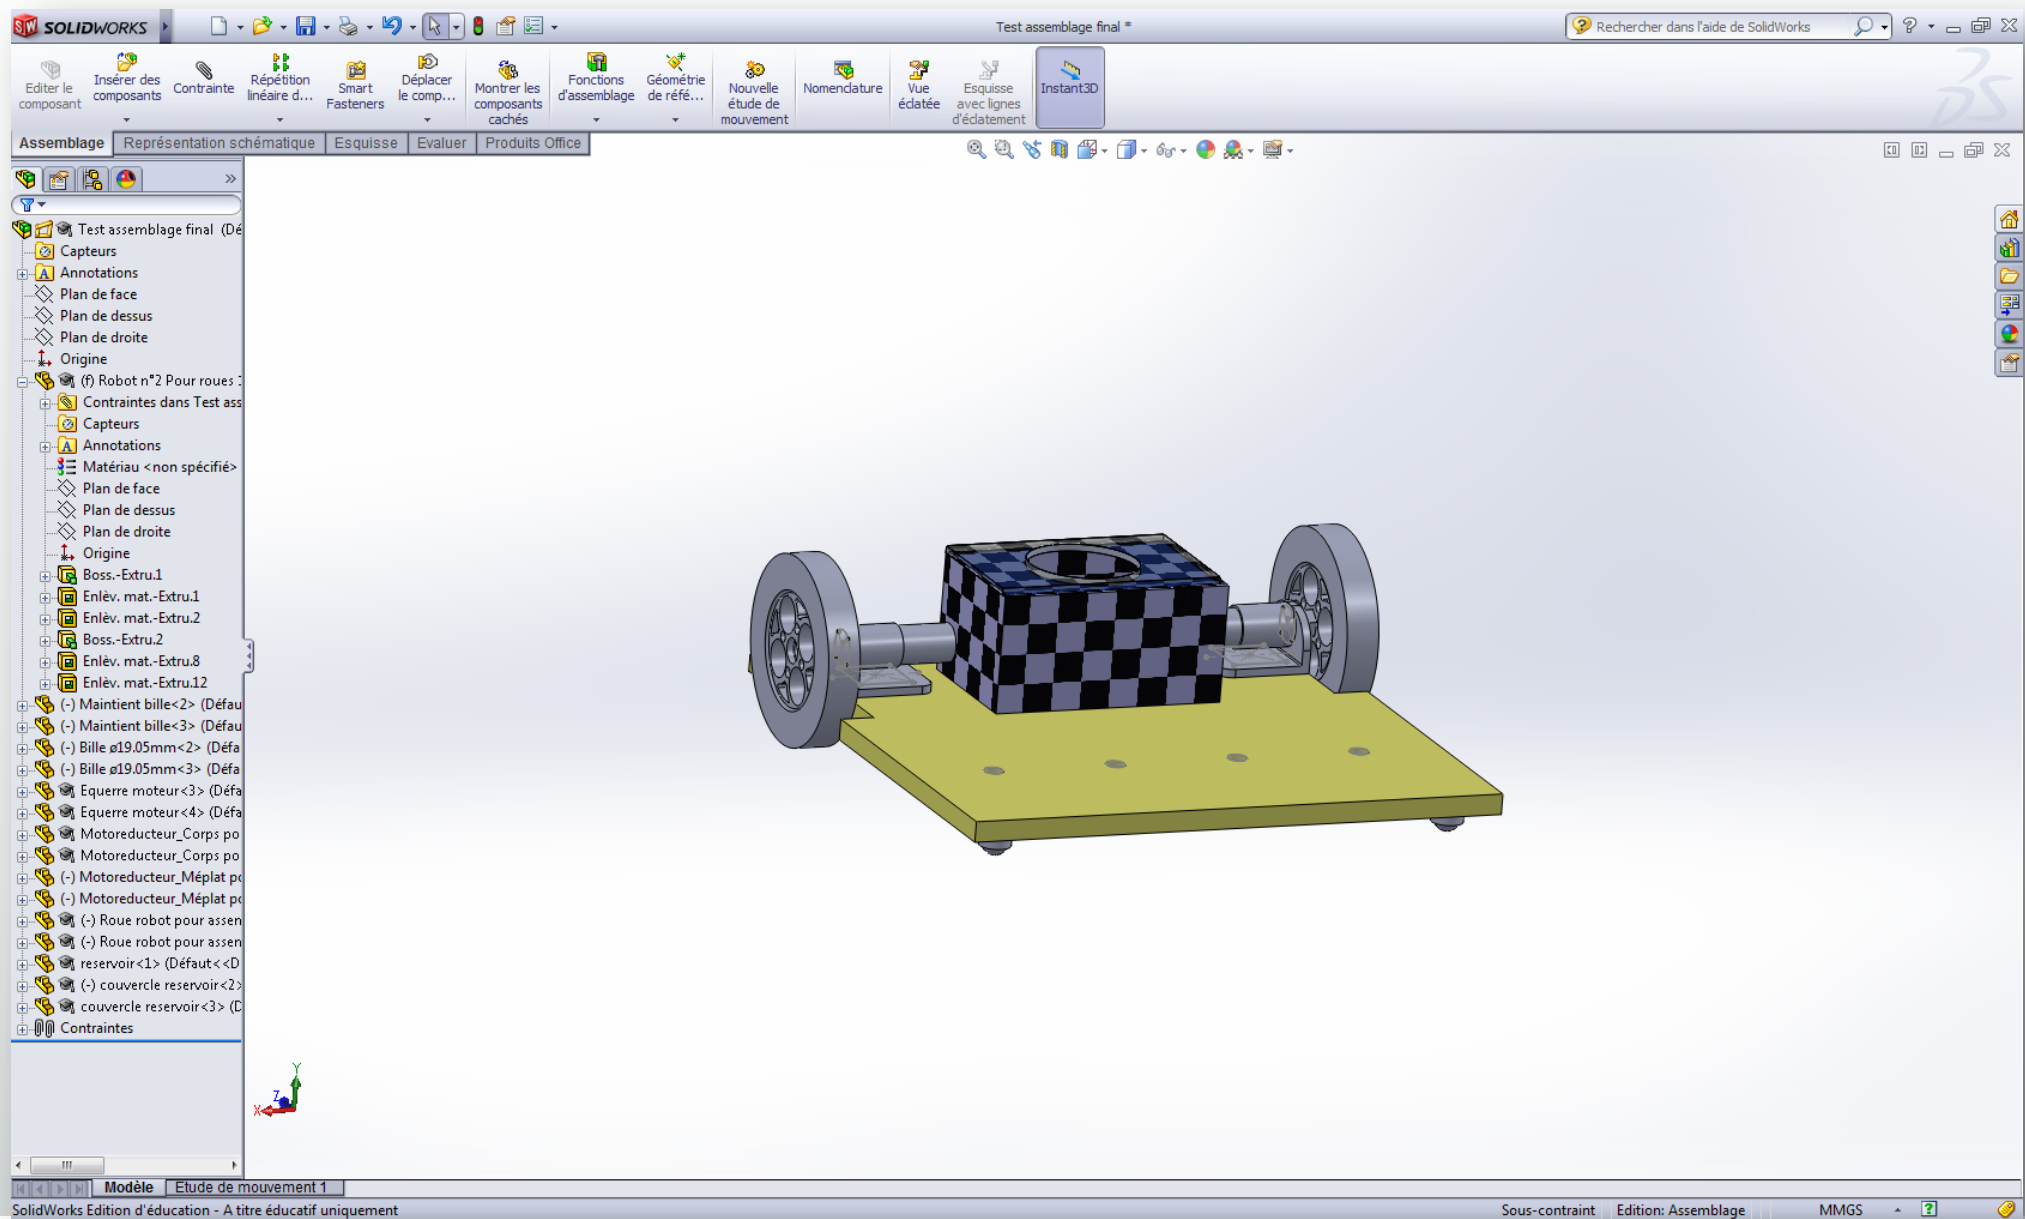 SOLIDWORKS
Test assemblage final *
Rechercher dans l'aide de SolidWorks
Editer le composant
Insérer des composants
Contrainte
Répétition linéaire d...
Smart Fasteners
Déplacer le comp...
Montrer les composants cachés
Fonctions d'assemblage
Géométrie de réfé...
Nouvelle étude de mouvement
Nomenclature
Vue éclatée
Esquisse avec lignes d'éclatement
Instant3D
Assemblage
Représentation schématique
Esquisse
Evaluer
Produits Office
Test assemblage final (Dé
Capteurs
Annotations
Plan de face
Plan de dessus
Plan de droite
Origine
(f) Robot n°2 Pour roues
Contraintes dans Test ass
Capteurs
Annotations
Matériau <non spécifié>
Plan de face
Plan de dessus
Plan de droite
Origine
Boss.-Extru.1
Enlèv. mat.-Extru.1
Enlèv. mat.-Extru.2
Boss.-Extru.2
Enlèv. mat.-Extru.8
Enlèv. mat.-Extru.12
(-) Maintient bille<2> (Défau
(-) Maintient bille<3> (Défau
(-) Bille ø19.05mm<2> (Défa
(-) Bille ø19.05mm<3> (Défa
Equerre moteur<3> (Défa
Equerre moteur<4> (Défa
Motoreducteur_Corps po
Motoreducteur_Corps po
(-) Motoreducteur_Méplat po
(-) Motoreducteur_Méplat po
(-) Roue robot pour assen
(-) Roue robot pour assen
reservoir<1> (Défaut<<D
(-) couvercle reservoir<2>
couvercle reservoir<3> (D
Contraintes
Y
Z
X
Modèle
Etude de mouvement 1
SolidWorks Edition d'éducation - A titre éducatif uniquement
Sous-contraint
Edition: Assemblage
MMGS